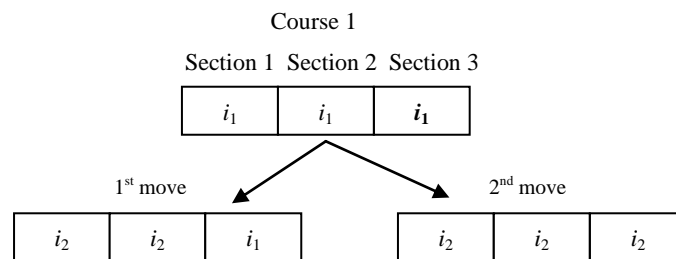 Course 1
Section 1 Section 2 Section 3
i₁ i₁ i₁
1ˢᵗ move 2ⁿᵈ move
i₂ i₂ i₁ i₂ i₂ i₂